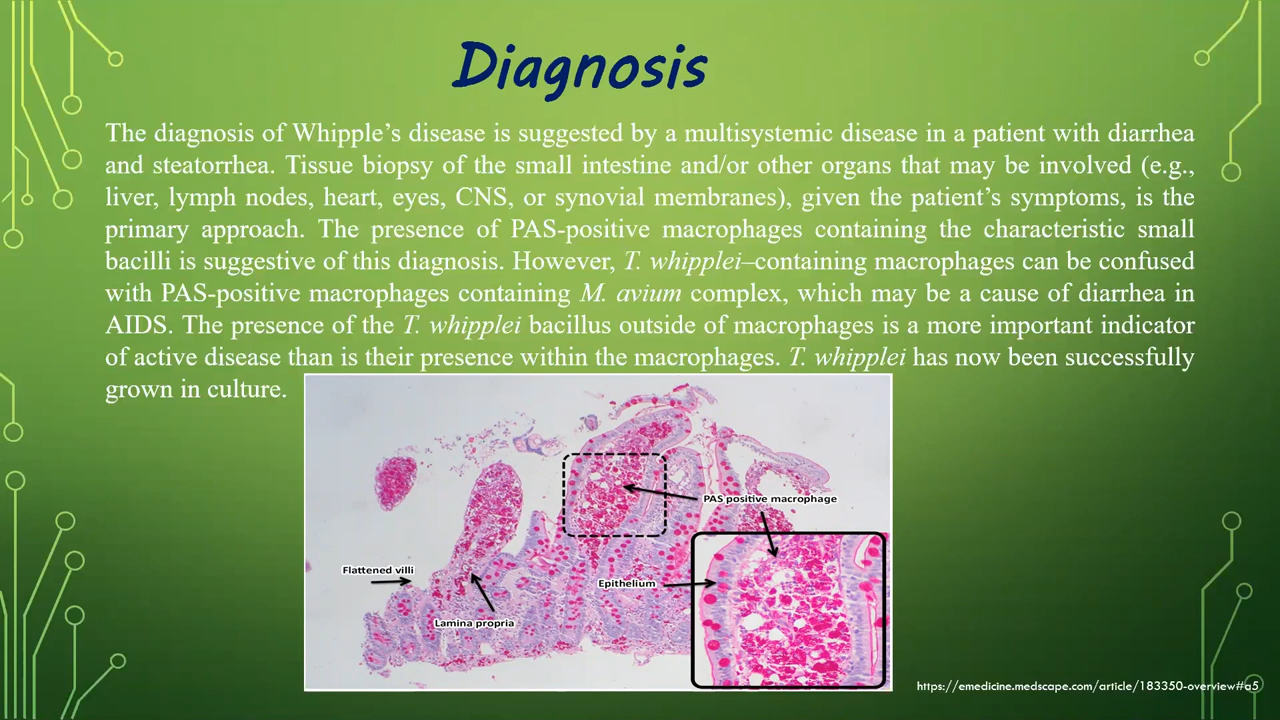 Diagnosis
The diagnosis of Whipple’s disease is suggested by a multisystemic disease in a patient with diarrhea
and steatorrhea. Tissue biopsy of the small intestine and/or other organs that may be involved (e.g.,
liver, lymph nodes, heart, eyes, CNS, or synovial membranes), given the patient’s symptoms, is the
primary approach. The presence of PAS-positive macrophages containing the characteristic small
bacilli is suggestive of this diagnosis. However, T. whipplei–containing macrophages can be confused
with PAS-positive macrophages containing M. avium complex, which may be a cause of diarrhea in
AIDS. The presence of the T. whipplei bacillus outside of macrophages is a more important indicator
of active disease than is their presence within the macrophages. T. whipplei has now been successfully
grown in culture.
PAS positive macrophage
Flattened villi
Epithelium
Lamina propria
https://emedicine.medscape.com/article/183350-overview#a5